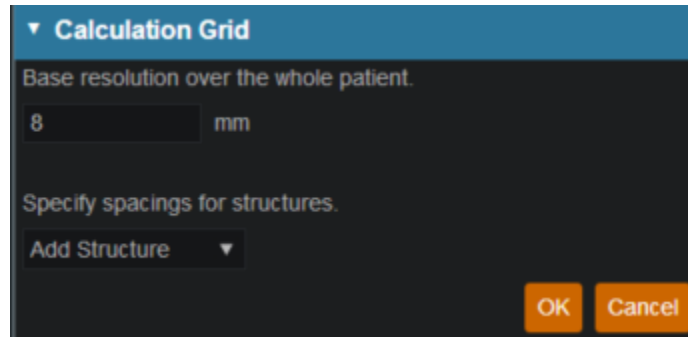 Calculation Grid
Base resolution over the whole patient.
8 mm
Specify spacings for structures.
Add Structure
OK Cancel